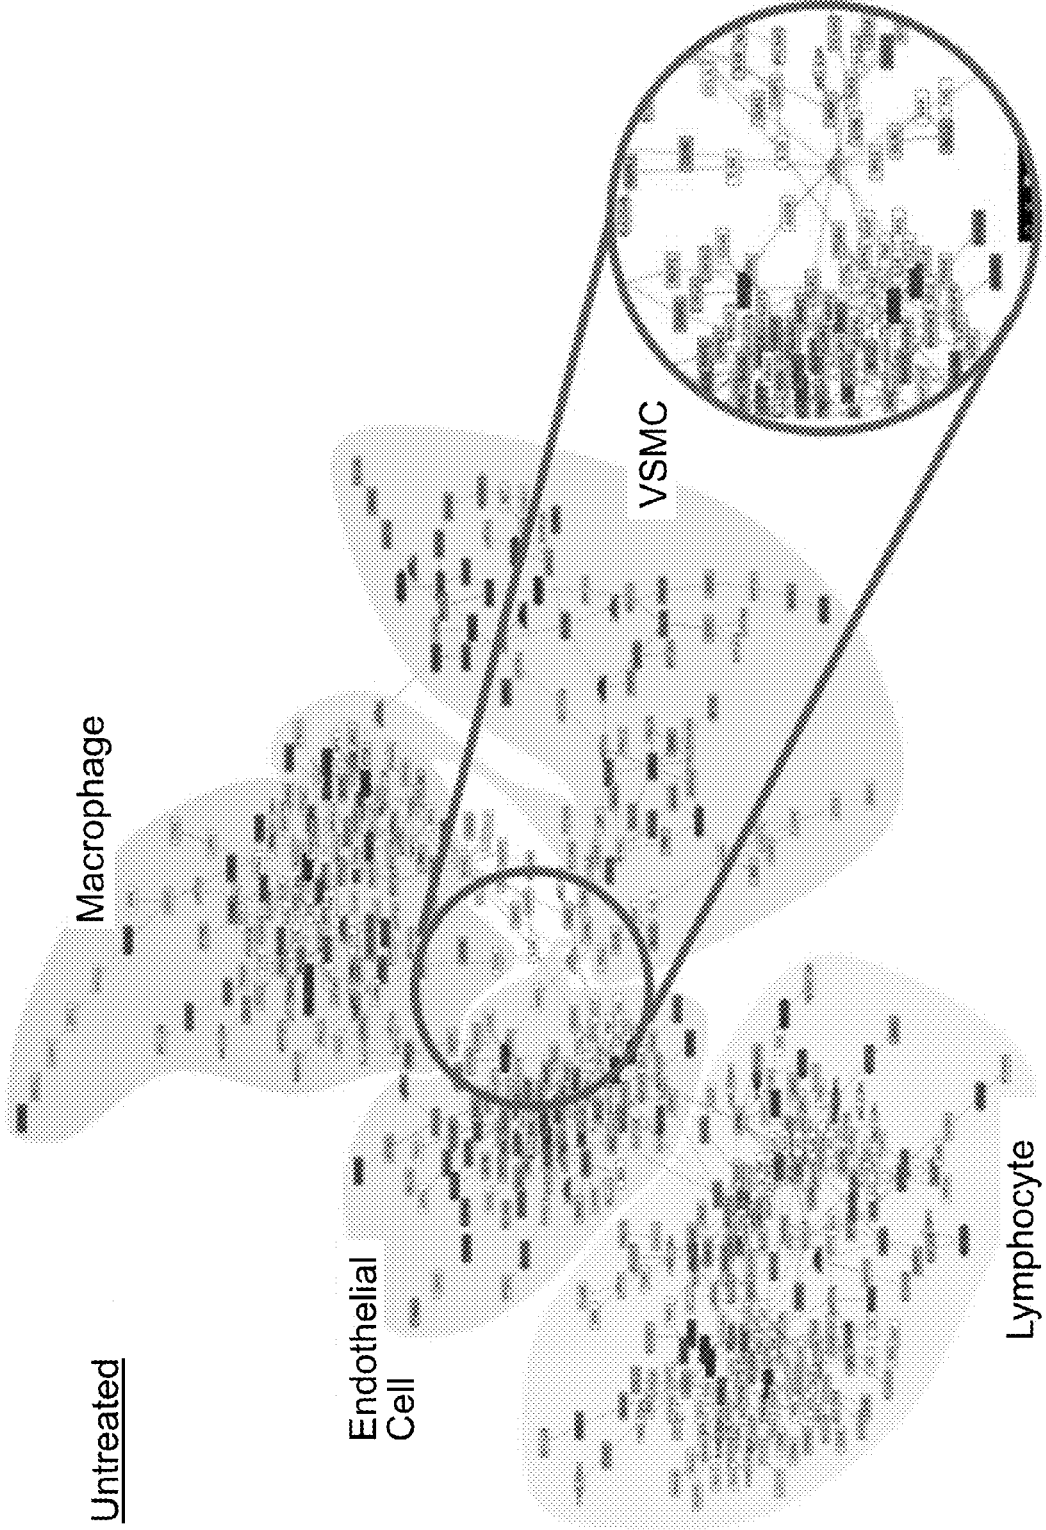 Untreated
Macrophage
Endothelial
Cell
VSMC
Lymphocyte